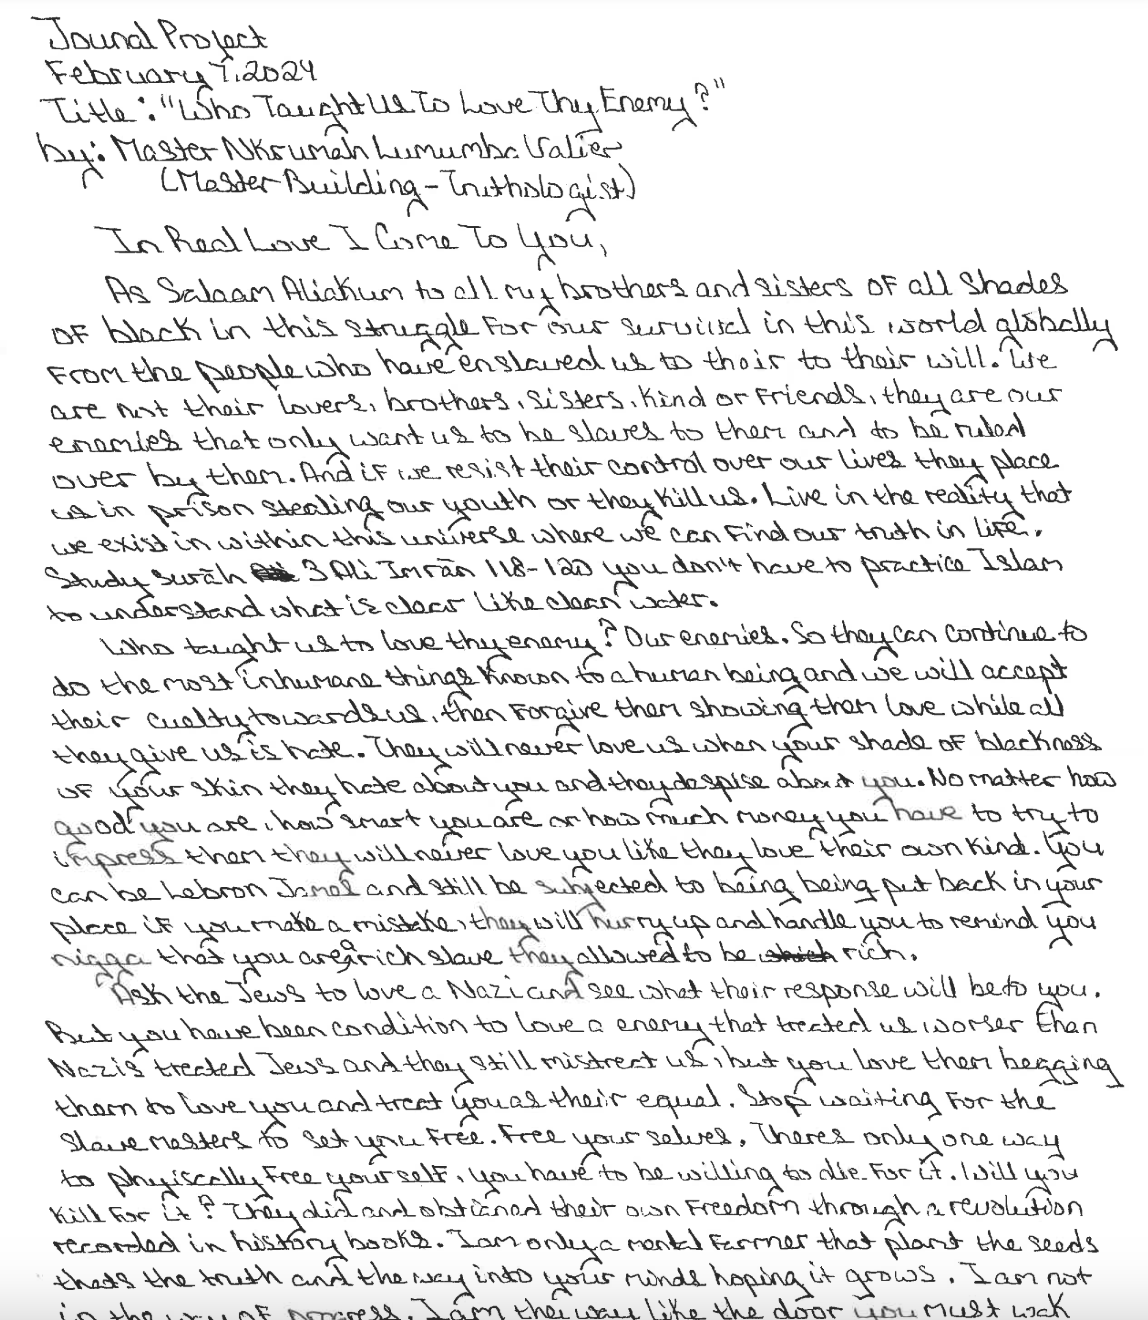 Jounal Project
February 7, 2024
Title: "Who Taught Us To Love Thy Enemy?"
by: Master Nkrumah Lumumba Valier
(Master Building-Truthologist)
In Real Love I Come To You,
As Salaam Aliakum to all my brothers and sisters of all shades
of black in this struggle for our survival in this world globally
from the people who have enslaved us to thair to their will. We
are not their lovers, brothers, sisters, kind or friends, they are our
enemies that only want us to be slaves to them and to be ruled
over by them. And if we resist their control over our lives they place
us in prison stealing our youth or they kill us. Live in the reality that
we exist in within this universe where we can find our truth in life.
Study Surah 3 Ali Imran 118-120 you don't have to practice Islam
to understand what is clear like clean water.
Who taught us to love thy enemy? Our enemies. So they can continue to
do the most inhumane things known to a human being and we will accept
their cuelty towards us, then forgive them showing them love while all
they give us is hate. They will never love us when your shade of blackness
of your skin they hate about you and they despise about you. No matter how
good you are, how smart you are or how much money you have to try to
impress them they will never love you like they love their own kind. You
can be Lebron James and still be subjected to being being put back in your
place if you make a mistake, they will hurry up and handle you to remind you
nigga that you are a rich slave they allowed to be rich.
Ask the Jews to love a Nazi and see what their response will be to you.
But you have been condition to love a enemy that treated us worser than
Nazis treated Jews and they still mistreat us, but you love them begging
them to love you and treat you as their equal. Stop waiting for the
slave masters to set you free. Free your selves. Theres only one way
to phyiscally free yourself, you have to be willing to die for it. Will you
kill for it? They did and obtianed their own freedom through a revolution
recorded in history books. I am only a mental farmer that plant the seeds
thats the truth and the way into your minds hoping it grows. I am not
in the way of progress. I am the way like the door you must walk